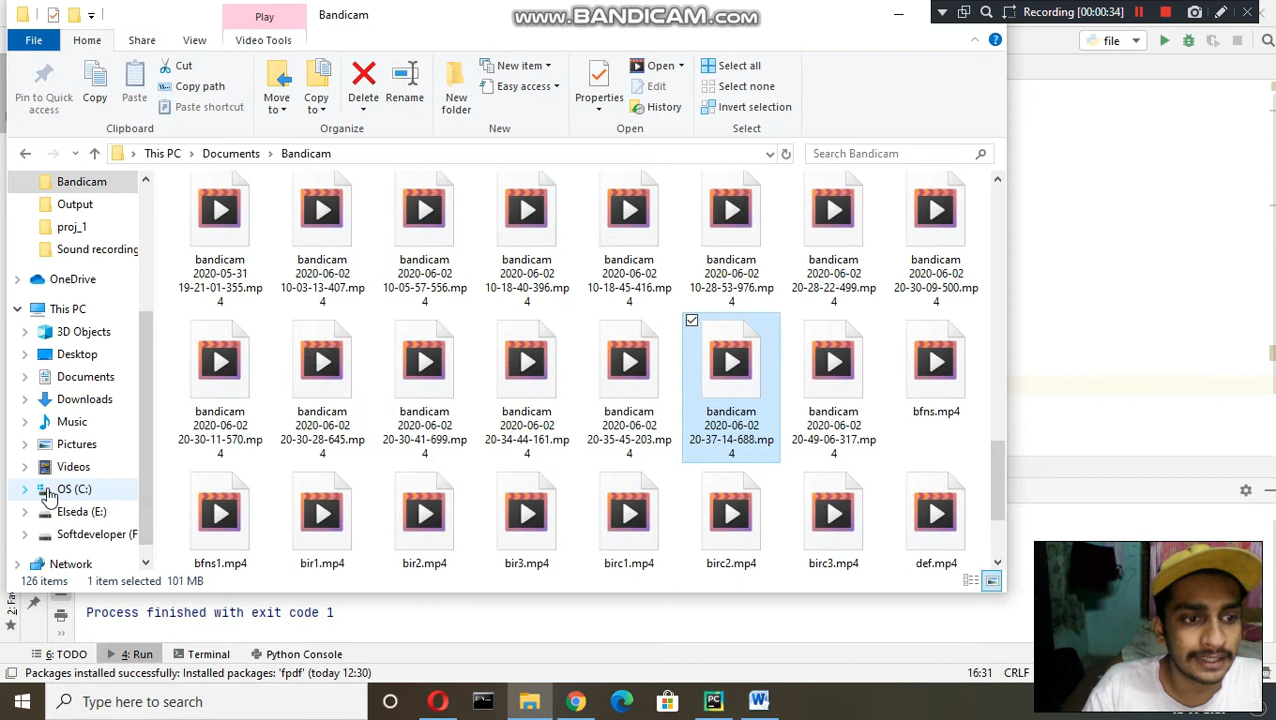 Play
Bandicam
www.BANDICAM.com
Recording [00:00:34]
File
Home
Share
View
Video Tools
file
Pin to Quick access
Copy
Paste
Cut
Copy path
Paste shortcut
Move to
Copy to
Delete
Rename
New folder
New item
Easy access
Properties
Open
Edit
History
Select all
Select none
Invert selection
Clipboard
Organize
New
Open
Select
This PC
Documents
Bandicam
Search Bandicam
Bandicam
Output
proj_1
Sound recording
OneDrive
This PC
3D Objects
Desktop
Documents
Downloads
Music
Pictures
Videos
OS (C:)
Elseda (E:)
Softdeveloper (F
Network
bandicam 2020-05-31 19-21-01-355.mp4
bandicam 2020-06-02 10-03-13-407.mp4
bandicam 2020-06-02 10-05-57-556.mp4
bandicam 2020-06-02 10-18-40-396.mp4
bandicam 2020-06-02 10-18-45-416.mp4
bandicam 2020-06-02 10-28-53-976.mp4
bandicam 2020-06-02 20-28-22-499.mp4
bandicam 2020-06-02 20-30-09-500.mp4
bandicam 2020-06-02 20-30-11-570.mp4
bandicam 2020-06-02 20-30-28-645.mp4
bandicam 2020-06-02 20-30-41-699.mp4
bandicam 2020-06-02 20-34-44-161.mp4
bandicam 2020-06-02 20-35-45-203.mp4
bandicam 2020-06-02 20-37-14-688.mp4
bandicam 2020-06-02 20-49-06-317.mp4
bfns.mp4
bfns1.mp4
bir1.mp4
bir2.mp4
bir3.mp4
birc1.mp4
birc2.mp4
birc3.mp4
def.mp4
126 items
1 item selected 101 MB
2: Fav
Process finished with exit code 1
6: TODO
4: Run
Terminal
Python Console
Packages installed successfully: Installed packages: 'fpdf' (today 12:30)
16:31
CRLF
Type here to search